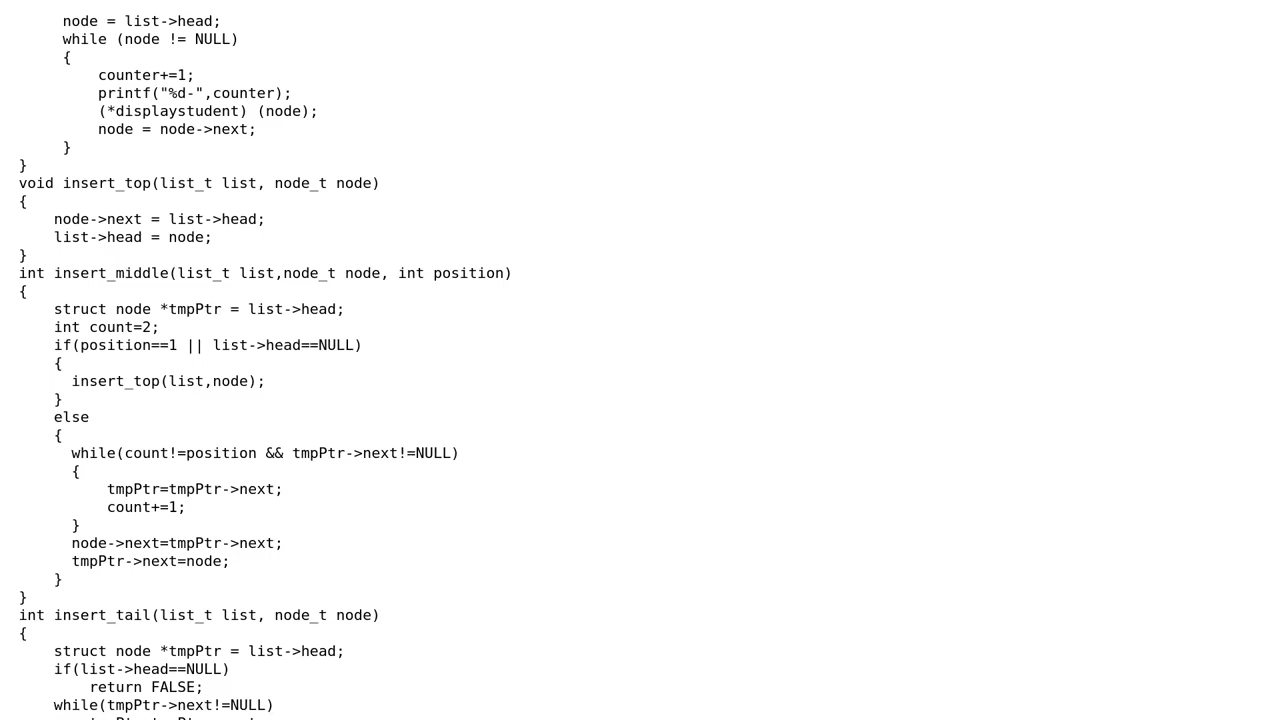 node = list->head;
while (node != NULL)
{
counter+=1;
printf("%d-",counter);
(*displaystudent) (node);
node = node->next;
}
}
void insert_top(list_t list, node_t node)
{
node->next = list->head;
list->head = node;
}
int insert_middle(list_t list,node_t node, int position)
{
struct node *tmpPtr = list->head;
int count=2;
if(position==1 || list->head==NULL)
{
insert_top(list,node);
}
else
{
while(count!=position && tmpPtr->next!=NULL)
{
tmpPtr=tmpPtr->next;
count+=1;
}
node->next=tmpPtr->next;
tmpPtr->next=node;
}
}
int insert_tail(list_t list, node_t node)
{
struct node *tmpPtr = list->head;
if(list->head==NULL)
return FALSE;
while(tmpPtr->next!=NULL)